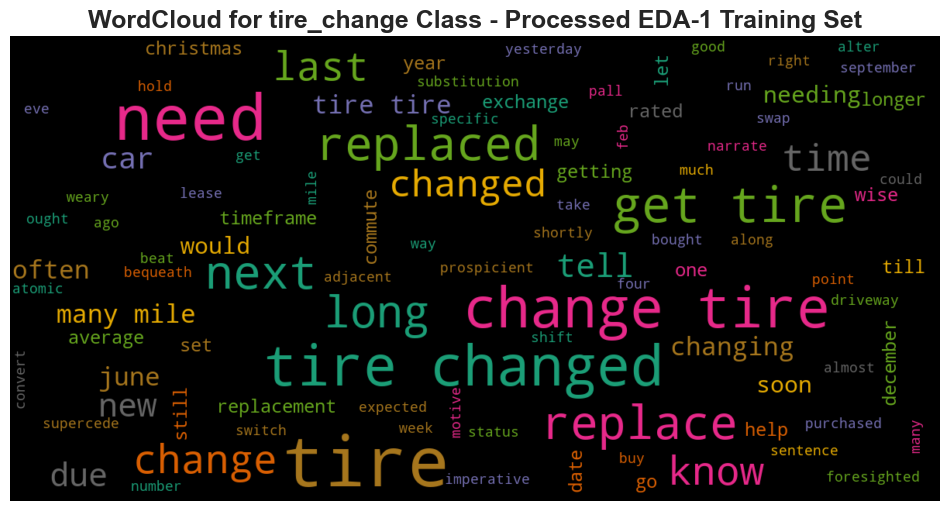 WordCloud for tire_change Class - Processed EDA-1 Training Set
christmas
last
year
yesterday
good
right
alter
september
let
hold
substitution
pall
run
needing
longer
eve
need
tire tire
exchange
specific
rated
swap
feb
narrate
time
could
car
get
replaced
may
getting
much
changed
mile
weary
lease
commute
take
get tire
wise
ought
ago
timeframe
shortly
bought
along
would
way
beat
bequeath
often
atomic
next
adjacent
prospicient
tell
four
one
till
point
driveway
many mile
long
change tire
average
set
shift
changing
december
almost
tire changed
convert
june
new
still
replacement
expected
motive
soon
supercede
switch
week
status
replace
help
purchased
many
sentence
due
change
number
tire
imperative
date
buy
go
know
foresighted